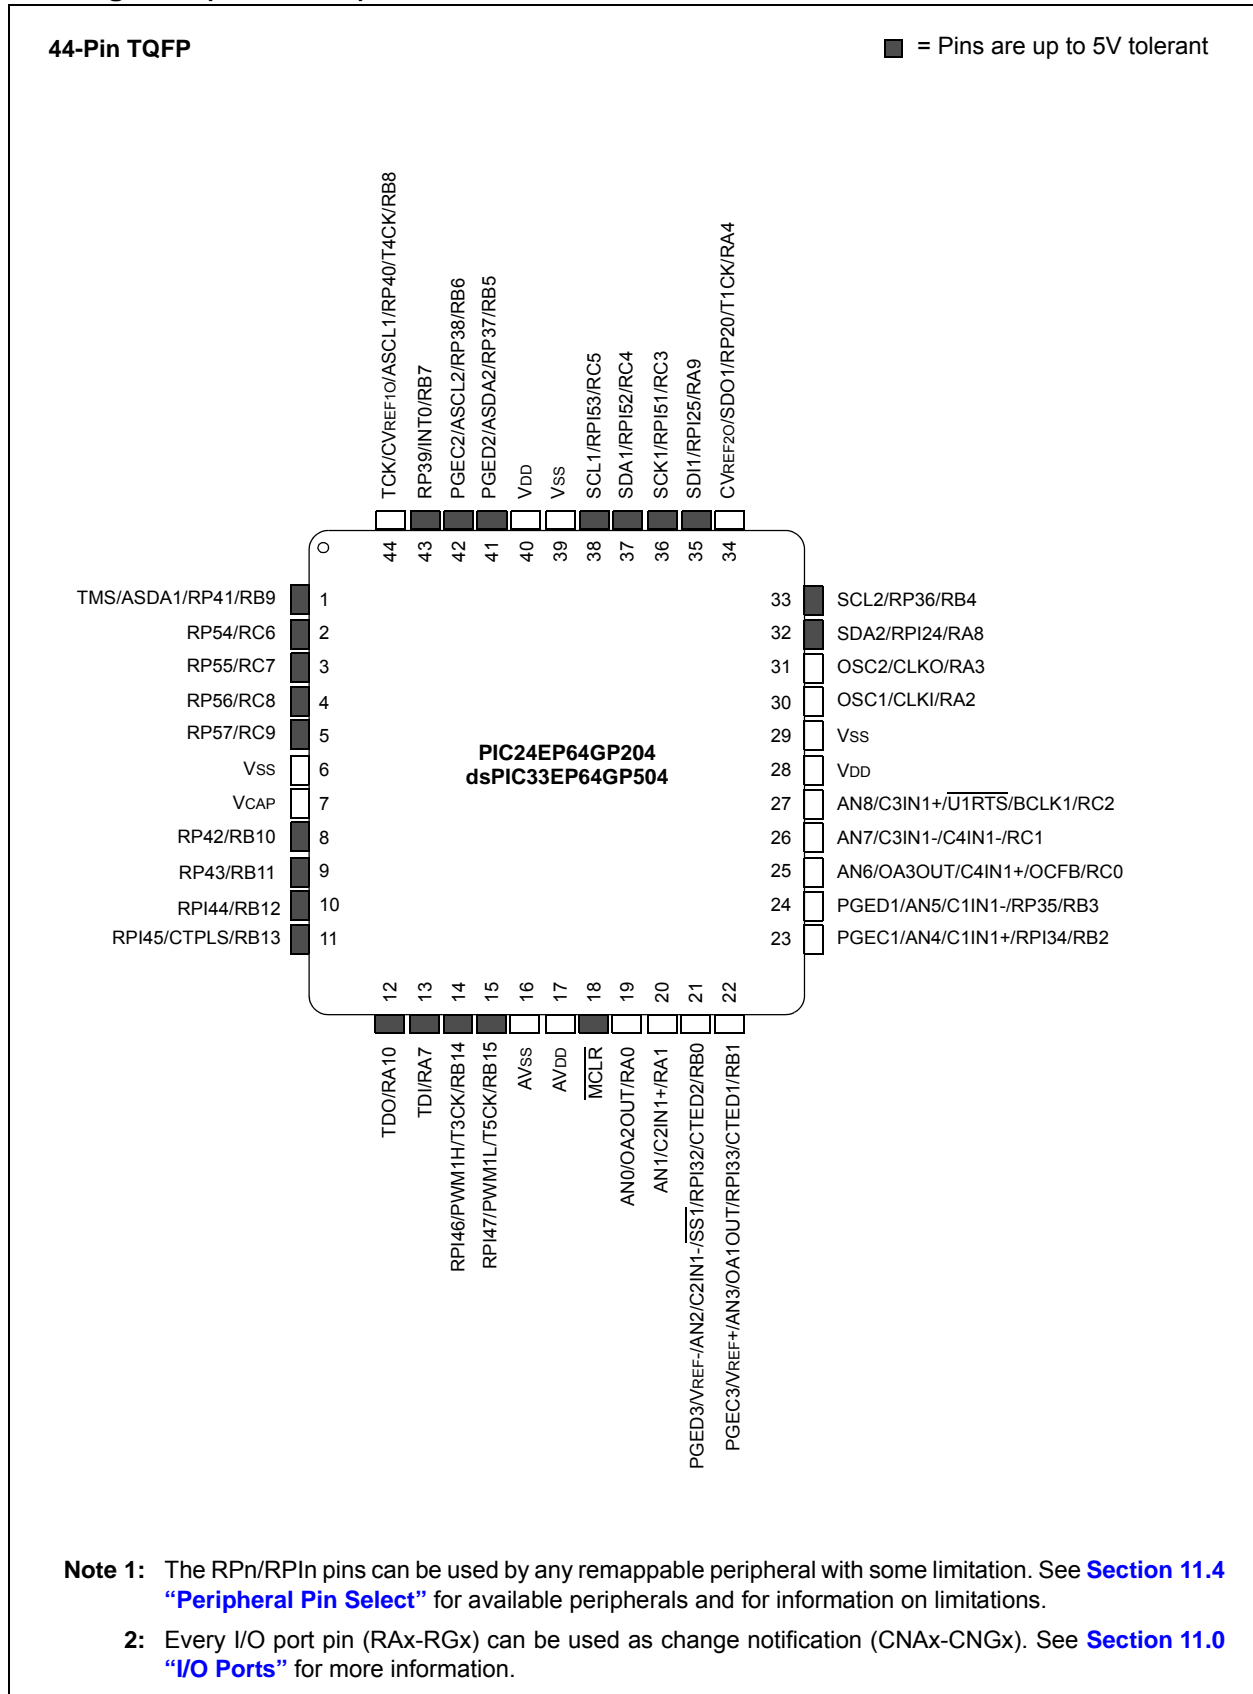 44-Pin TQFP
= Pins are up to 5V tolerant
TCK/CVREF1O/ASCL1/RP40/T4CK/RB8
RP39/INT0/RB7
PGEC2/ASCL2/RP38/RB6
PGED2/ASDA2/RP37/RB5
VDD
VSS
SCL1/RPI53/RC5
SDA1/RPI52/RC4
SCK1/RPI51/RC3
SDI1/RPI25/RA9
CVREF2O/SDO1/RP20/T1CK/RA4
44
43
42
41
40
39
38
37
36
35
34
TMS/ASDA1/RP41/RB9 1
RP54/RC6 2
RP55/RC7 3
RP56/RC8 4
RP57/RC9 5
VSS 6
VCAP 7
RP42/RB10 8
RP43/RB11 9
RPI44/RB12 10
RPI45/CTPLS/RB13 11
PIC24EP64GP204
dsPIC33EP64GP504
33 SCL2/RP36/RB4
32 SDA2/RPI24/RA8
31 OSC2/CLKO/RA3
30 OSC1/CLKI/RA2
29 VSS
28 VDD
27 AN8/C3IN1+/U1RTS/BCLK1/RC2
26 AN7/C3IN1-/C4IN1-/RC1
25 AN6/OA3OUT/C4IN1+/OCFB/RC0
24 PGED1/AN5/C1IN1-/RP35/RB3
23 PGEC1/AN4/C1IN1+/RPI34/RB2
12
13
14
15
16
17
18
19
20
21
22
TDO/RA10
TDI/RA7
RPI46/PWM1H/T3CK/RB14
RPI47/PWM1L/T5CK/RB15
AVSS
AVDD
MCLR
AN0/OA2OUT/RA0
AN1/C2IN1+/RA1
PGED3/VREF-/AN2/C2IN1-/SS1/RPI32/CTED2/RB0
PGEC3/VREF+/AN3/OA1OUT/RPI33/CTED1/RB1
Note 1: The RPn/RPIn pins can be used by any remappable peripheral with some limitation. See Section 11.4
“Peripheral Pin Select” for available peripherals and for information on limitations.
2: Every I/O port pin (RAx-RGx) can be used as change notification (CNAx-CNGx). See Section 11.0
“I/O Ports” for more information.